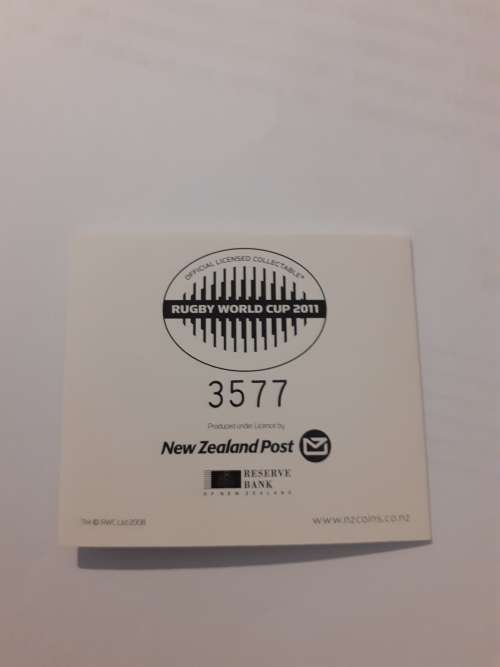 OFFICIAL LICENSED COLLECTABLE™
RUGBY WORLD CUP 2011
3577
Produced under Licence by
New Zealand Post
RESERVE
BANK
OF NEW ZEALAND
TM © RWC Ltd 2008
www.nzcoins.co.nz